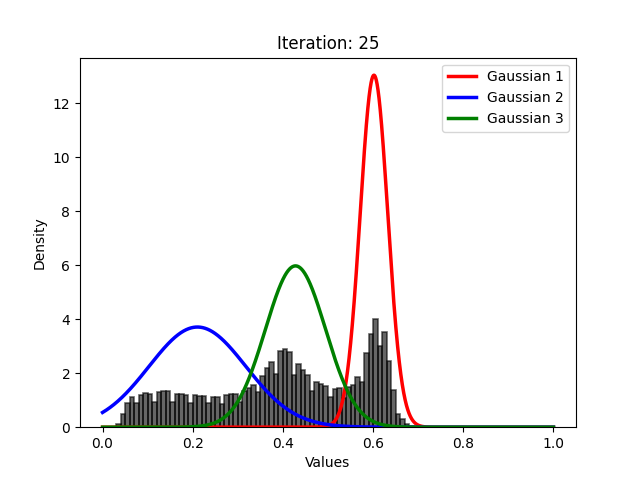 Iteration: 25
Gaussian 1
Gaussian 2
Gaussian 3
Density
12
10
8
6
4
2
0
0.0 0.2 0.4 0.6 0.8 1.0
Values